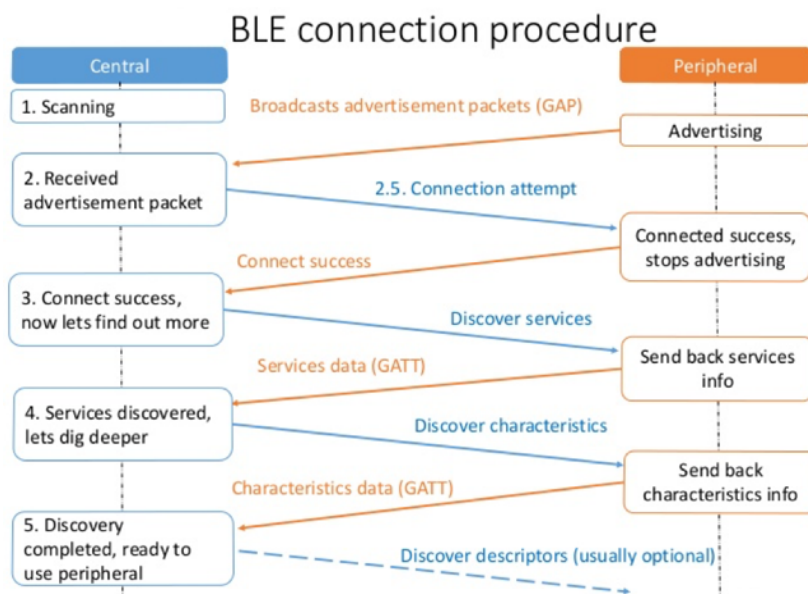 BLE connection procedure
Central
Peripheral
1. Scanning
Broadcasts advertisement packets (GAP)
Advertising
2. Received
advertisement packet
2.5. Connection attempt
Connected success,
stops advertising
Connect success
3. Connect success,
now lets find out more
Discover services
Send back services
info
Services data (GATT)
4. Services discovered,
lets dig deeper
Discover characteristics
Send back
characteristics info
Characteristics data (GATT)
5. Discovery
completed, ready to
use peripheral
Discover descriptors (usually optional)